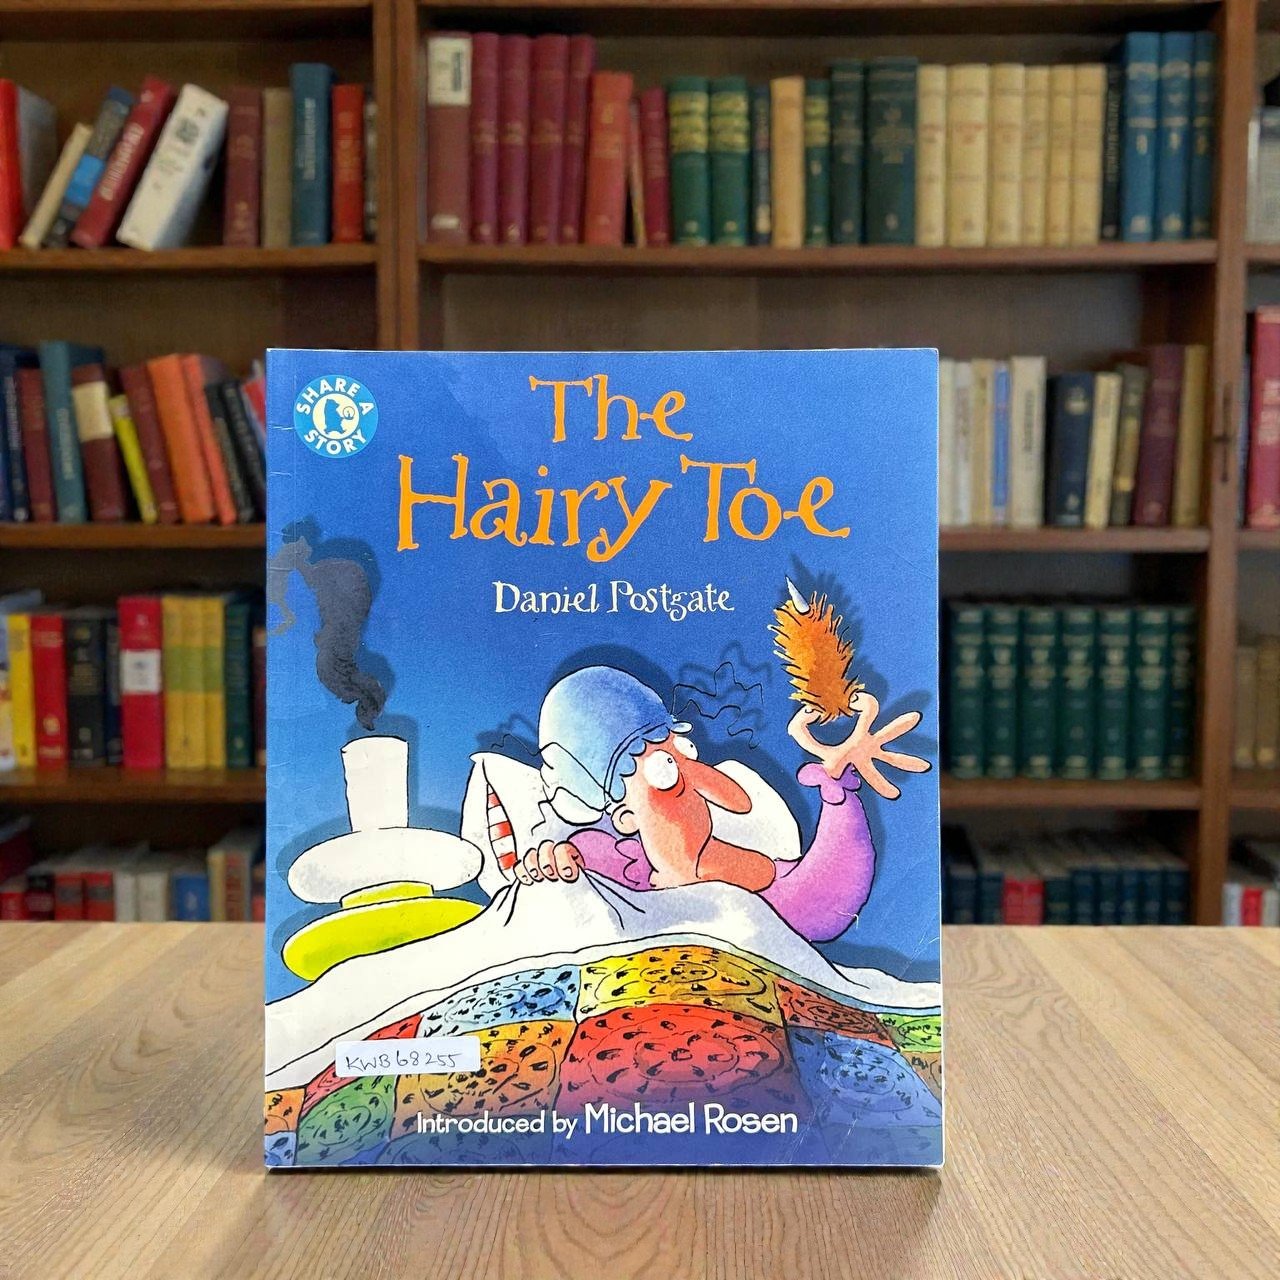 SHARE A
STORY
The
Hairy Toe
Daniel Postgate
KWB68255
Introduced by Michael Rosen